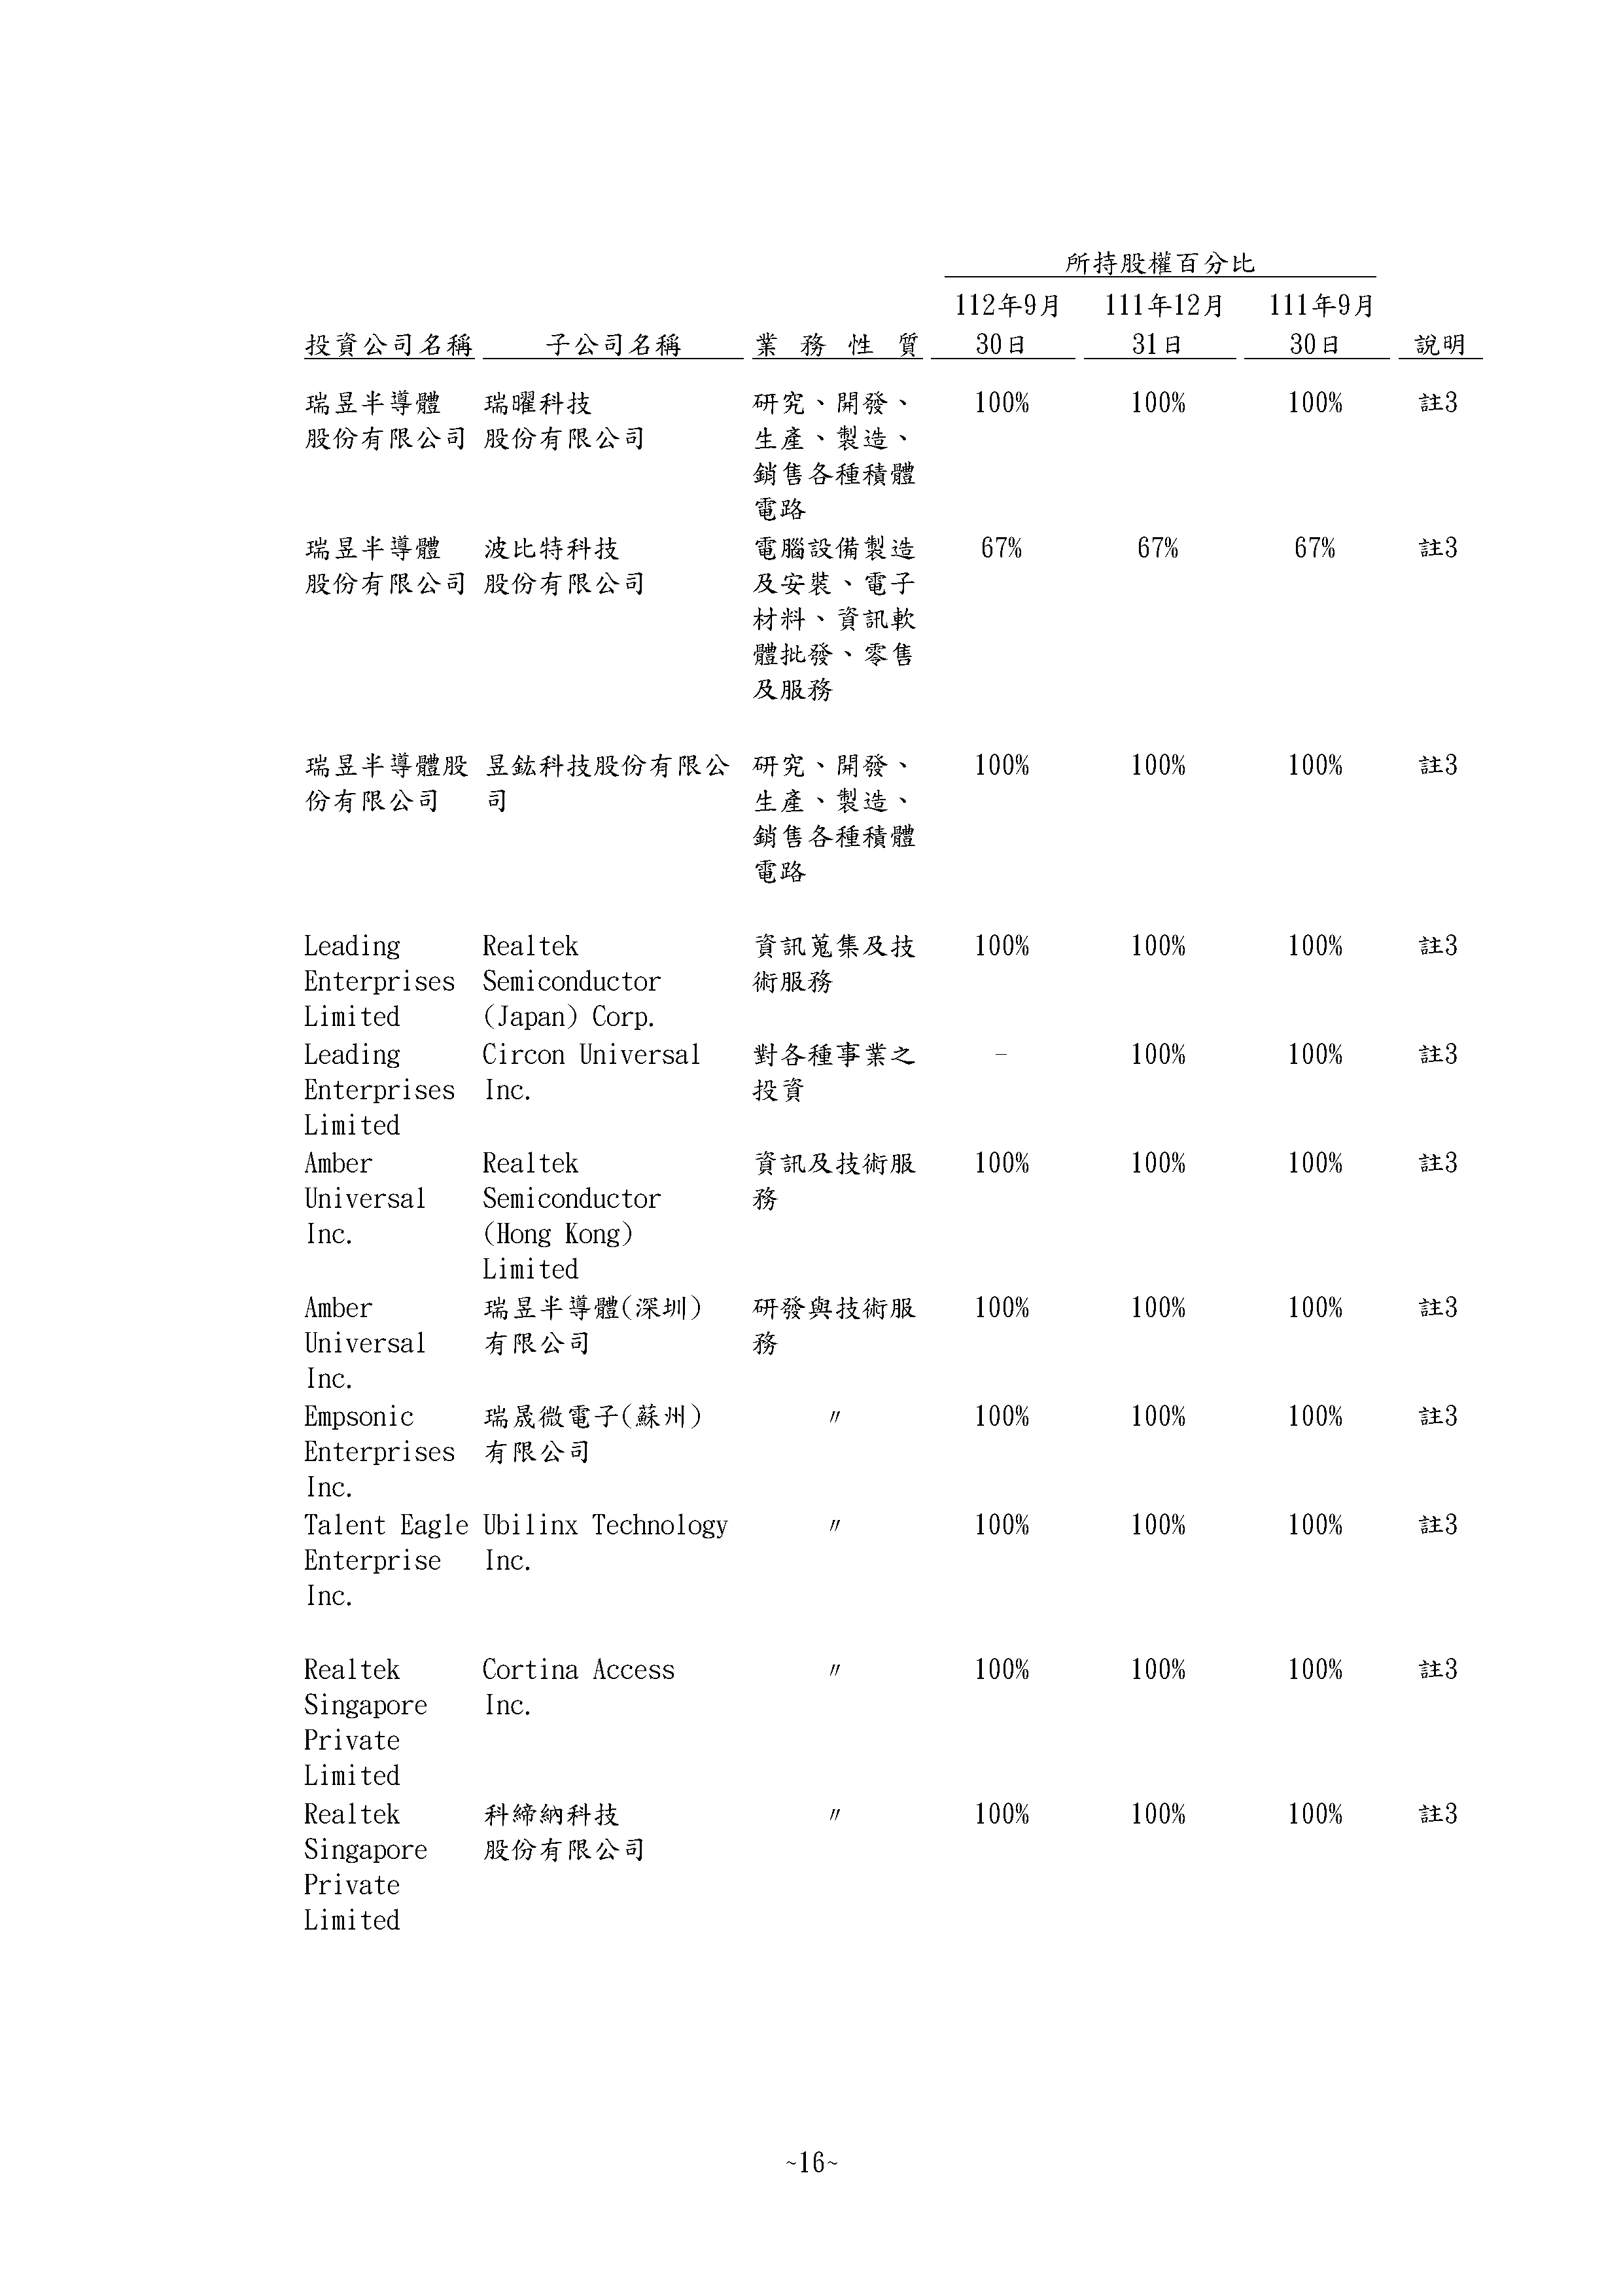 所持股權百分比
112年9月 111年12月 111年9月
投資公司名稱 子公司名稱 業務性質 30日 31日 30日 說明
瑞昱半導體 瑞曜科技 研究、開發、 100% 100% 100% 註3
股份有限公司 股份有限公司 生產、製造、
銷售各種積體
電路
瑞昱半導體 波比特科技 電腦設備製造 67% 67% 67% 註3
股份有限公司 股份有限公司 及安裝、電子
材料、資訊軟
體批發、零售
及服務
瑞昱半導體股 昱鈜科技股份有限公 研究、開發、 100% 100% 100% 註3
份有限公司 司 生產、製造、
銷售各種積體
電路
Leading Realtek 資訊蒐集及技 100% 100% 100% 註3
Enterprises Semiconductor 術服務
Limited (Japan) Corp.
Leading Circon Universal 對各種事業之 - 100% 100% 註3
Enterprises Inc. 投資
Limited
Amber Realtek 資訊及技術服 100% 100% 100% 註3
Universal Semiconductor 務
Inc. (Hong Kong)
Limited
Amber 瑞昱半導體(深圳) 研發與技術服 100% 100% 100% 註3
Universal 有限公司 務
Inc.
Empsonic 瑞晟微電子(蘇州) 〃 100% 100% 100% 註3
Enterprises 有限公司
Inc.
Talent Eagle Ubilinx Technology 〃 100% 100% 100% 註3
Enterprise Inc.
Inc.
Realtek Cortina Access 〃 100% 100% 100% 註3
Singapore Inc.
Private
Limited
Realtek 科締納科技 〃 100% 100% 100% 註3
Singapore 股份有限公司
Private
Limited
~16~